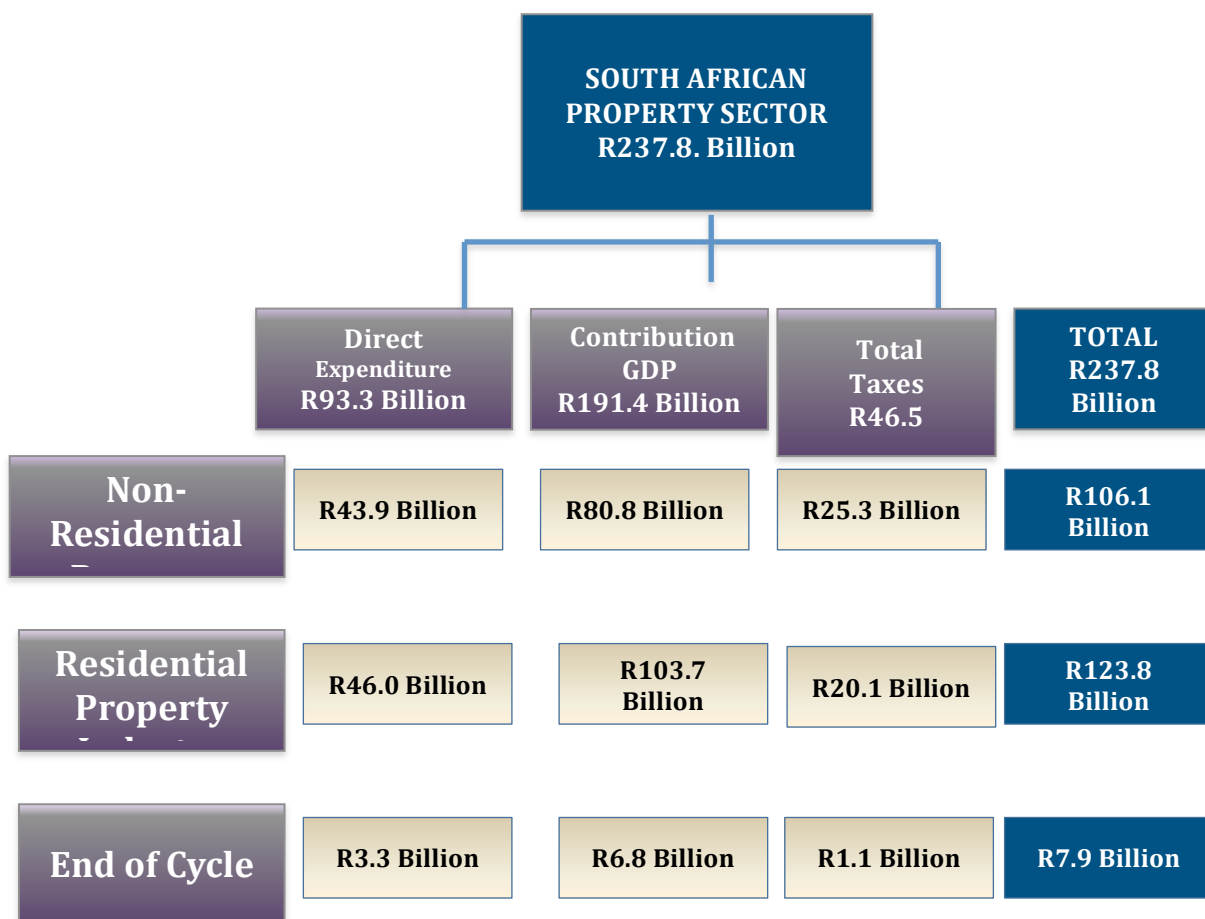 SOUTH AFRICAN
PROPERTY SECTOR
R237.8. Billion
Direct
Expenditure
R93.3 Billion
Contribution
GDP
R191.4 Billion
Total
Taxes
R46.5
TOTAL
R237.8
Billion
Non-
Residential
R43.9 Billion
R80.8 Billion
R25.3 Billion
R106.1
Billion
Residential
Property
R46.0 Billion
R103.7
Billion
R20.1 Billion
R123.8
Billion
End of Cycle
R3.3 Billion
R6.8 Billion
R1.1 Billion
R7.9 Billion